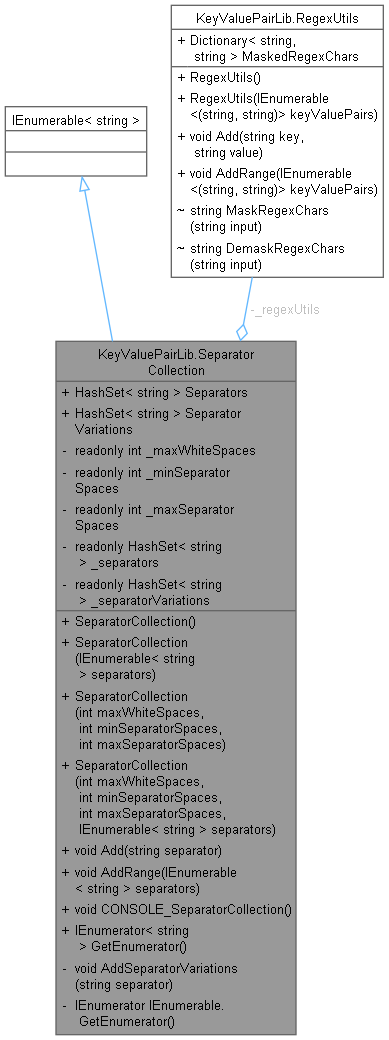 KeyValuePairLib.RegexUtils
+ Dictionary< string,
string > MaskedRegexChars
+ RegexUtils()
+ RegexUtils(IEnumerable
<(string, string)> keyValuePairs)
+ void Add(string key,
string value)
+ void AddRange(IEnumerable
<(string, string)> keyValuePairs)
~ string MaskRegexChars
(string input)
~ string DemaskRegexChars
(string input)
IEnumerable< string >
-_regexUtils
KeyValuePairLib.Separator
Collection
+ HashSet< string > Separators
+ HashSet< string > Separator
Variations
- readonly int _maxWhiteSpaces
- readonly int _minSeparator
Spaces
- readonly int _maxSeparator
Spaces
- readonly HashSet< string
> _separators
- readonly HashSet< string
> _separatorVariations
+ SeparatorCollection()
+ SeparatorCollection
(IEnumerable< string
> separators)
+ SeparatorCollection
(int maxWhiteSpaces,
int minSeparatorSpaces,
int maxSeparatorSpaces)
+ SeparatorCollection
(int maxWhiteSpaces,
int minSeparatorSpaces,
int maxSeparatorSpaces,
IEnumerable< string > separators)
+ void Add(string separator)
+ void AddRange(IEnumerable
< string > separators)
+ void CONSOLE_SeparatorCollection()
+ IEnumerator< string
> GetEnumerator()
- void AddSeparatorVariations
(string separator)
- IEnumerator IEnumerable.
GetEnumerator()